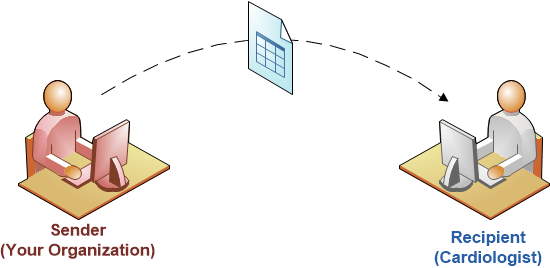 Sender
(Your Organization)
Recipient
(Cardiologist)